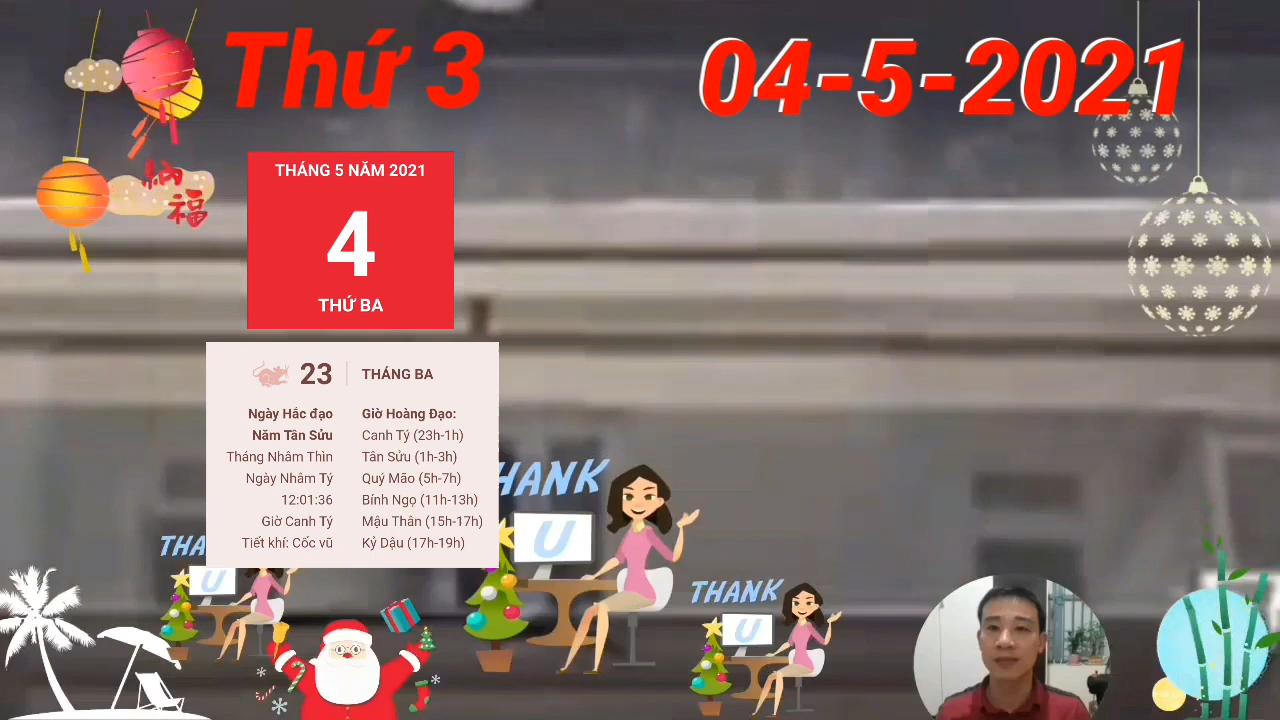 Thứ 3
04-5-2021
納
福
THÁNG 5 NĂM 2021
4
THỨ BA
23
THÁNG BA
Ngày Hắc đạo
Năm Tân Sửu
Tháng Nhâm Thìn
Ngày Nhâm Tý
12:01:36
Giờ Canh Tý
Tiết khí: Cốc vũ
Giờ Hoàng Đạo:
Canh Tý (23h-1h)
Tân Sửu (1h-3h)
Quý Mão (5h-7h)
Bính Ngọ (11h-13h)
Mậu Thân (15h-17h)
Kỷ Dậu (17h-19h)
HANK
U
THA
U
THANK
U